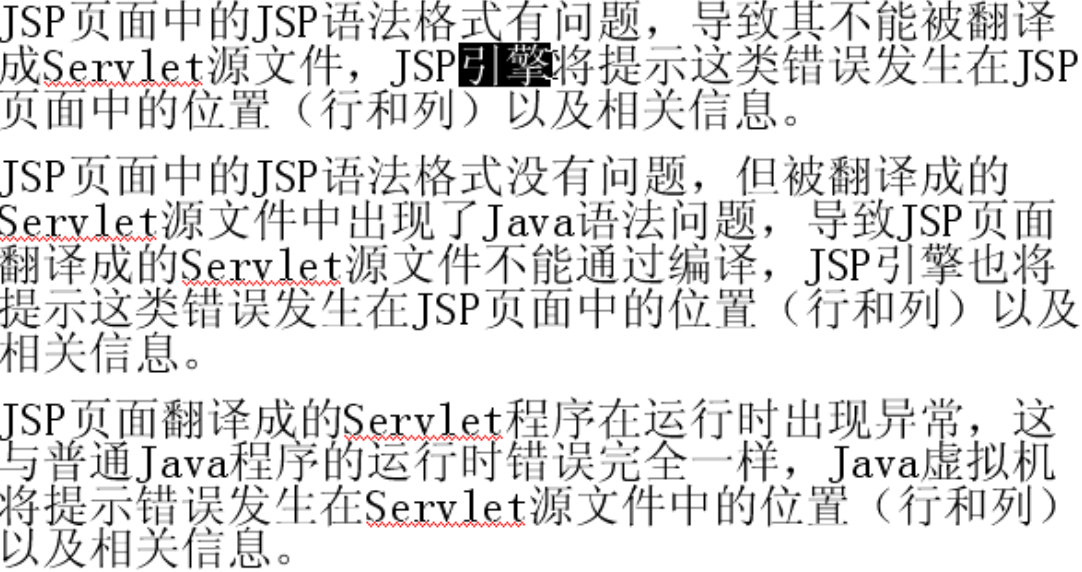 JSP页面中的JSP语法格式有问题，导致其不能被翻译
成Servlet源文件，JSP引擎将提示这类错误发生在JSP
页面中的位置（行和列）以及相关信息。
JSP页面中的JSP语法格式没有问题，但被翻译成的
Servlet源文件中出现了Java语法问题，导致JSP页面
翻译成的Servlet源文件不能通过编译，JSP引擎也将
提示这类错误发生在JSP页面中的位置（行和列）以及
相关信息。
JSP页面翻译成的Servlet程序在运行时出现异常，这
与普通Java程序的运行时错误完全一样，Java虚拟机
将提示错误发生在Servlet源文件中的位置（行和列）
以及相关信息。